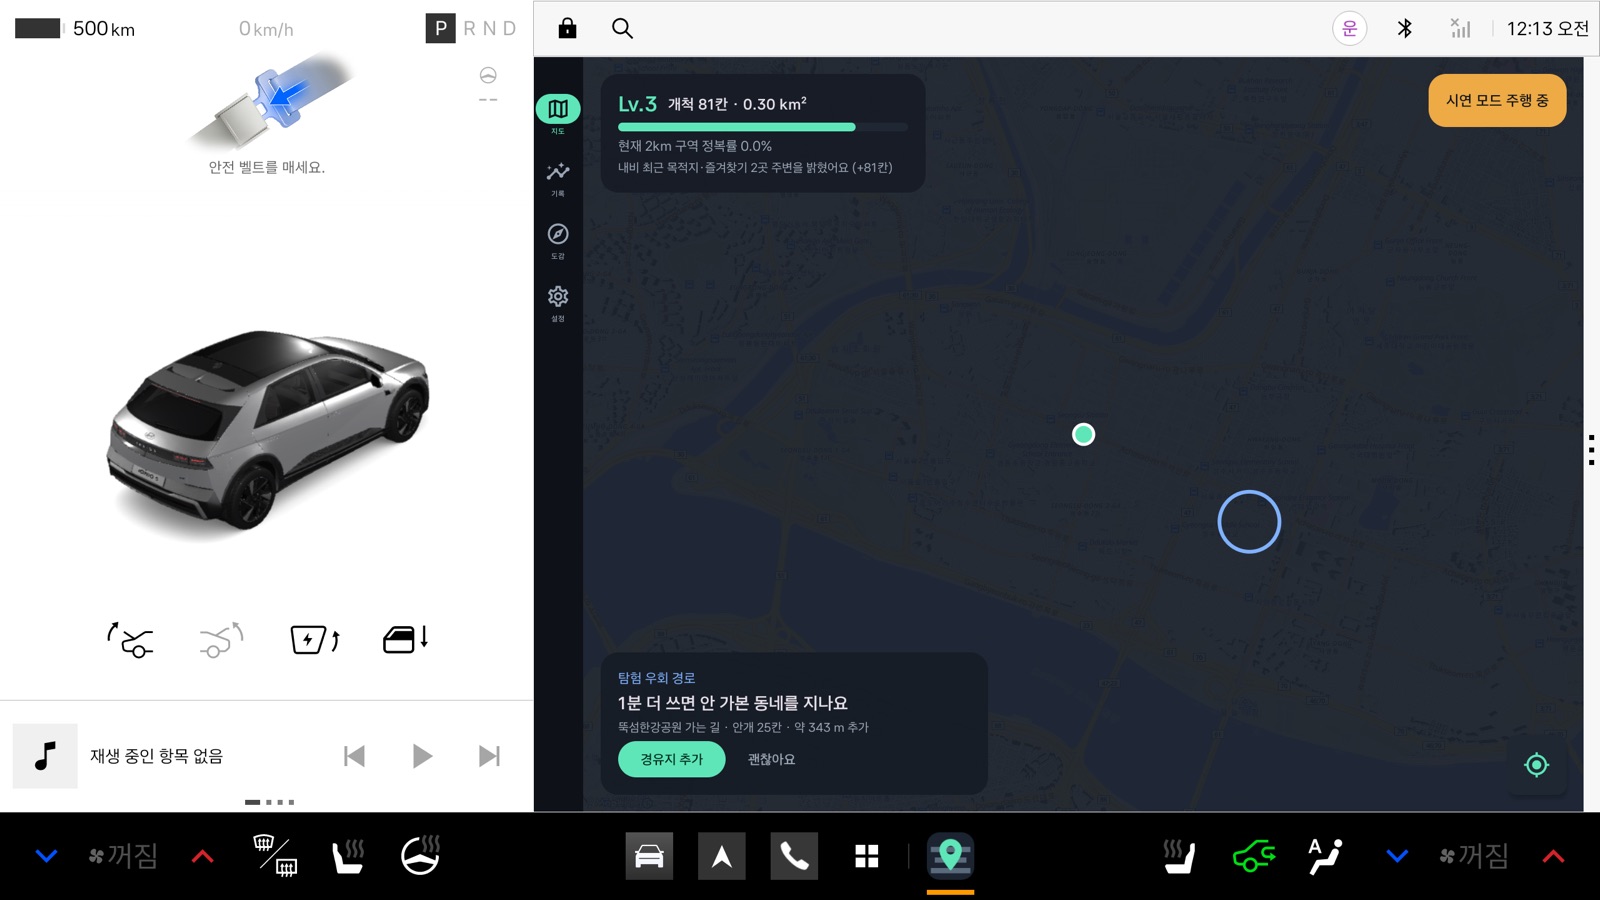 500 km
0 km/h
P R N D
운
12:13 오전
안전 벨트를 매세요.
지도
기록
도감
설정
Lv.3 개척 81칸 · 0.30 km²
현재 2km 구역 정복률 0.0%
내비 최근 목적지·즐겨찾기 2곳 주변을 밝혔어요 (+81칸)
시연 모드 주행 중
탐험 우회 경로
1분 더 쓰면 안 가본 동네를 지나요
뚝섬한강공원 가는 길 · 안개 25칸 · 약 343 m 추가
경유지 추가
괜찮아요
재생 중인 항목 없음
꺼짐
A
꺼짐